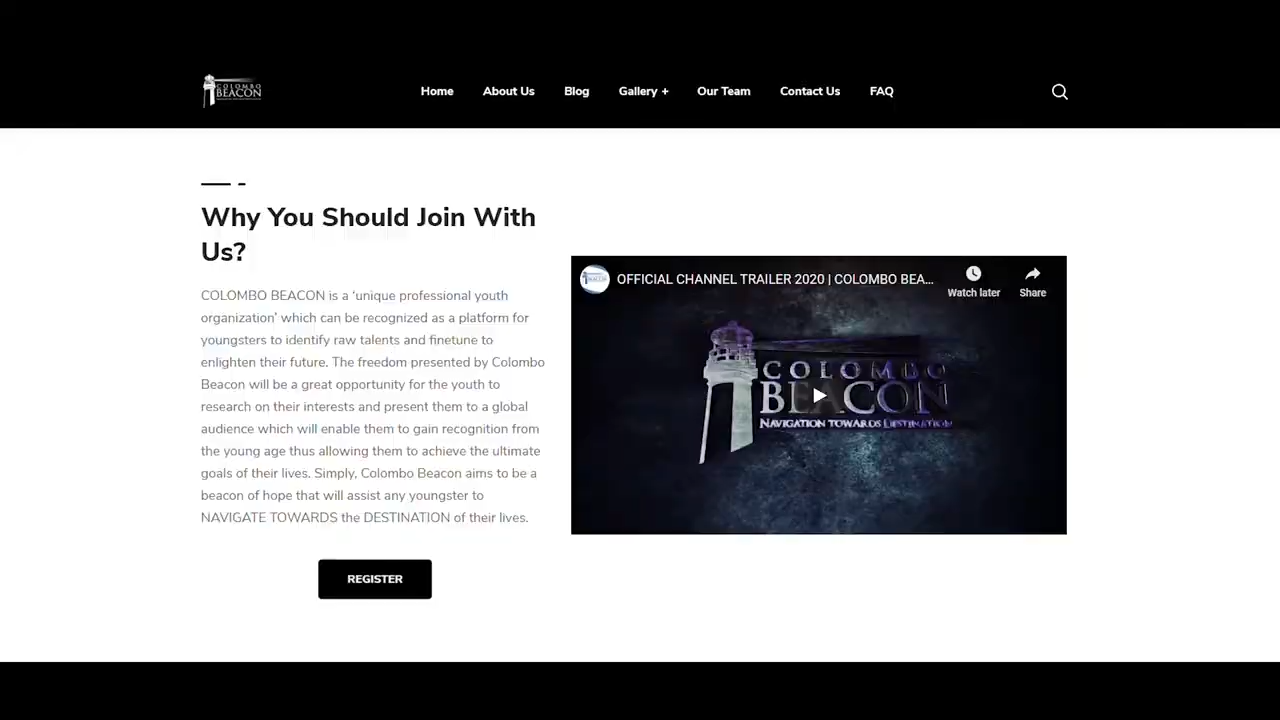 COLOMBO
BEACON
Home
About Us
Blog
Gallery +
Our Team
Contact Us
FAQ
Why You Should Join With
Us?
COLOMBO BEACON is a ‘unique professional youth
organization’ which can be recognized as a platform for
youngsters to identify raw talents and finetune to
enlighten their future. The freedom presented by Colombo
Beacon will be a great opportunity for the youth to
research on their interests and present them to a global
audience which will enable them to gain recognition from
the young age thus allowing them to achieve the ultimate
goals of their lives. Simply, Colombo Beacon aims to be a
beacon of hope that will assist any youngster to
NAVIGATE TOWARDS the DESTINATION of their lives.
REGISTER
OFFICIAL CHANNEL TRAILER 2020 | COLOMBO BEA...
Watch later
Share
COLOMBO
BEACON
NAVIGATION TOWARDS DESTINATION